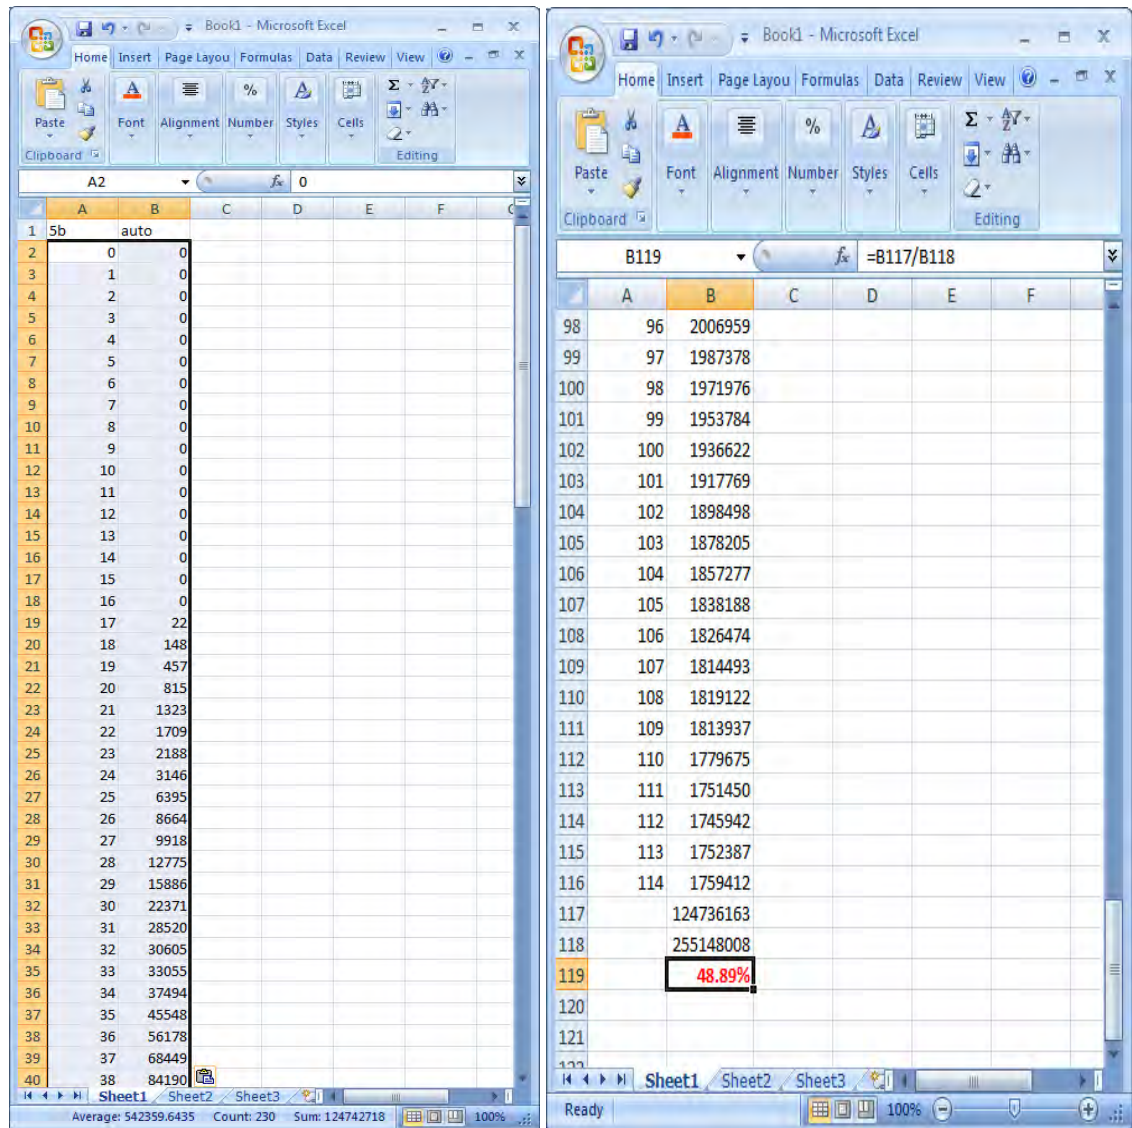 Book1 - Microsoft Excel
Home Insert Page Layou Formulas Data Review View
Paste Font Alignment Number Styles Cells Σ
Clipboard Editing
A2 fx 0
A B C D E F
1 5b auto
2 0 0
3 1 0
4 2 0
5 3 0
6 4 0
7 5 0
8 6 0
9 7 0
10 8 0
11 9 0
12 10 0
13 11 0
14 12 0
15 13 0
16 14 0
17 15 0
18 16 0
19 17 22
20 18 148
21 19 457
22 20 815
23 21 1323
24 22 1709
25 23 2188
26 24 3146
27 25 6395
28 26 8664
29 27 9918
30 28 12775
31 29 15886
32 30 22371
33 31 28520
34 32 30605
35 33 33055
36 34 37494
37 35 45548
38 36 56178
39 37 68449
40 38 84190
Sheet1 Sheet2 Sheet3
Average: 542359.6435 Count: 230 Sum: 124742718 100%
Book1 - Microsoft Excel
Home Insert Page Layou Formulas Data Review View
Paste Font Alignment Number Styles Cells Σ
Clipboard Editing
B119 fx =B117/B118
A B C D E F
98 96 2006959
99 97 1987378
100 98 1971976
101 99 1953784
102 100 1936622
103 101 1917769
104 102 1898498
105 103 1878205
106 104 1857277
107 105 1838188
108 106 1826474
109 107 1814493
110 108 1819122
111 109 1813937
112 110 1779675
113 111 1751450
114 112 1745942
115 113 1752387
116 114 1759412
117 124736163
118 255148008
119 48.89%
120
121
Sheet1 Sheet2 Sheet3
Ready 100%